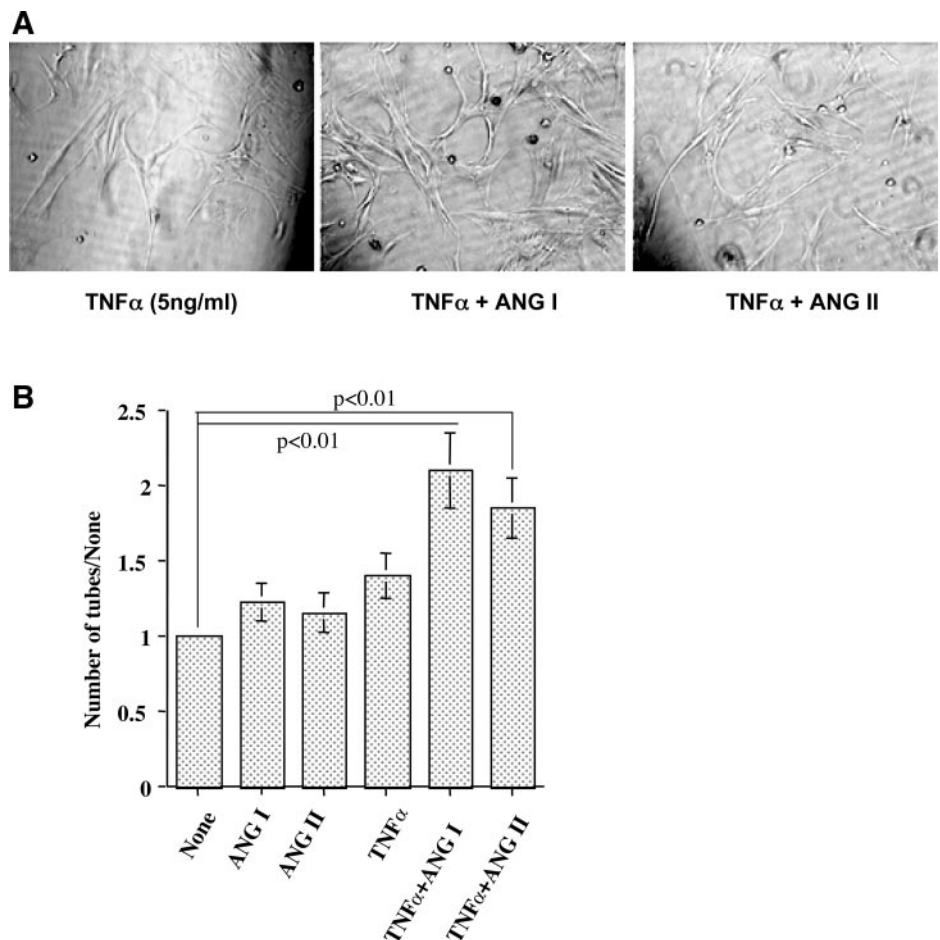 A
TNFα (5ng/ml)
TNFα + ANG I
TNFα + ANG II
B
p<0.01
p<0.01
Number of tubes/None
2.5
2
1.5
1
0.5
0
None
ANG I
ANG II
TNFα
TNFα+ANG I
TNFα+ANG II